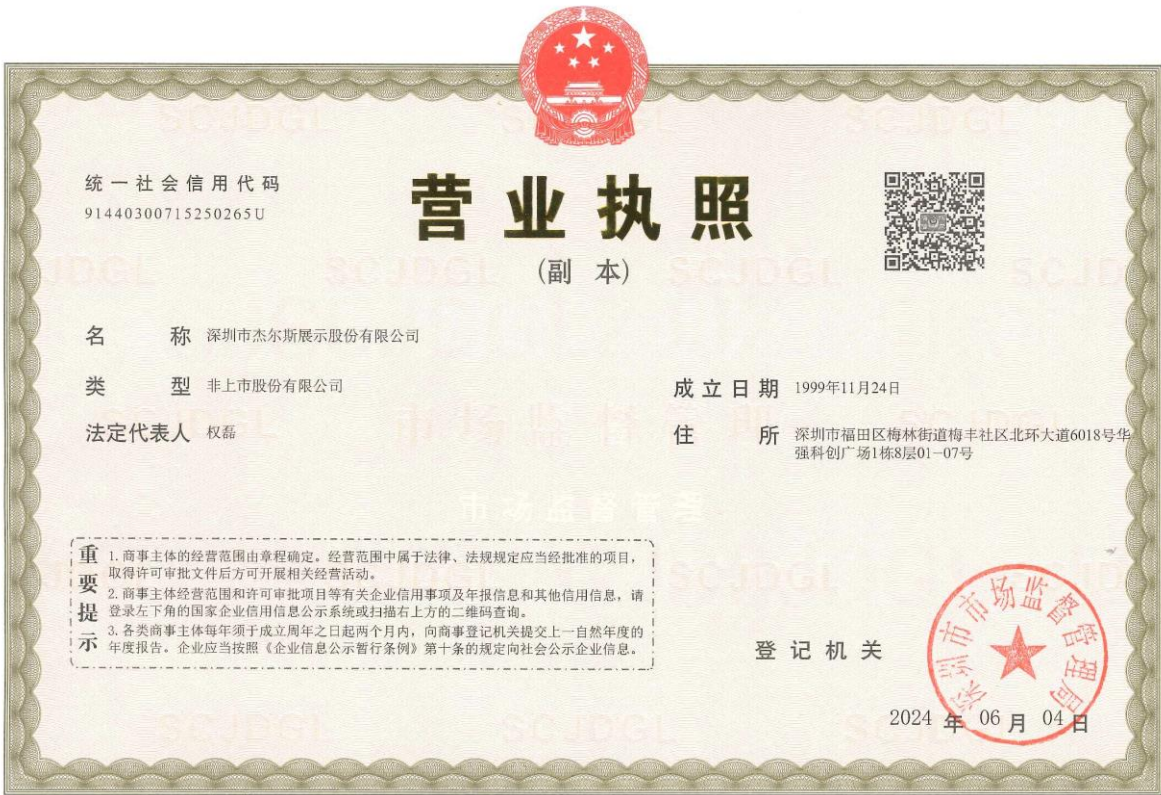 统一社会信用代码
91440300715250265U
营业执照
(副 本)
名 称 深圳市杰尔斯展示股份有限公司
类 型 非上市股份有限公司
法定代表人 权磊
成立日期 1999年11月24日
住 所 深圳市福田区梅林街道梅丰社区北环大道6018号华
强科创广场1栋8层01-07号
重要提示
1.商事主体的经营范围由章程确定。经营范围中属于法律、法规规定应当经批准的项目，
取得许可审批文件后方可开展相关经营活动。
2.商事主体经营范围和许可审批项目等有关企业信用事项及年报信息和其他信用信息，请
登录左下角的国家企业信用信息公示系统或扫描右上方的二维码查询。
3.各类商事主体每年须于成立周年之日起两个月内，向商事登记机关提交上一自然年度的
年度报告。企业应当按照《企业信息公示暂行条例》第十条的规定向社会公示企业信息。
登记机关
深圳市市场监督管理局
2024 年 06 月 04 日
SCJDGL
市场监督管理